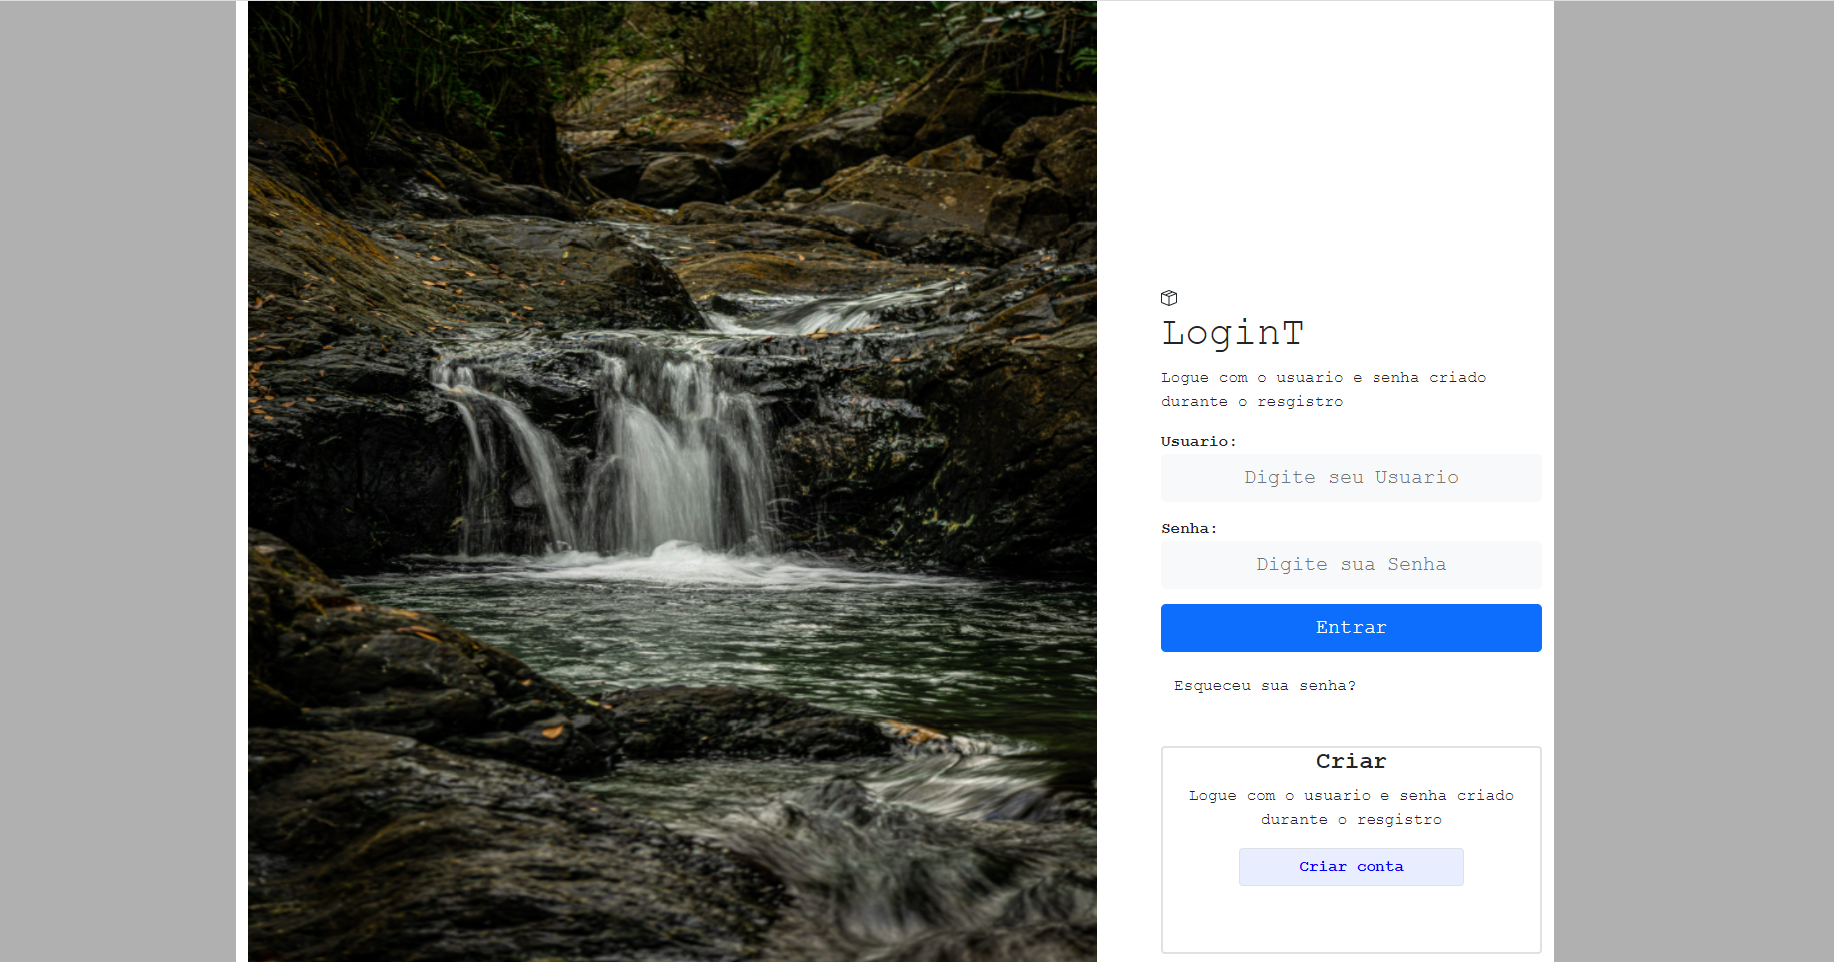 LoginT
Logue com o usuario e senha criado
durante o resgistro
Usuario:
Digite seu Usuario
Senha:
Digite sua Senha
Entrar
Esqueceu sua senha?
Criar
Logue com o usuario e senha criado
durante o resgistro
Criar conta